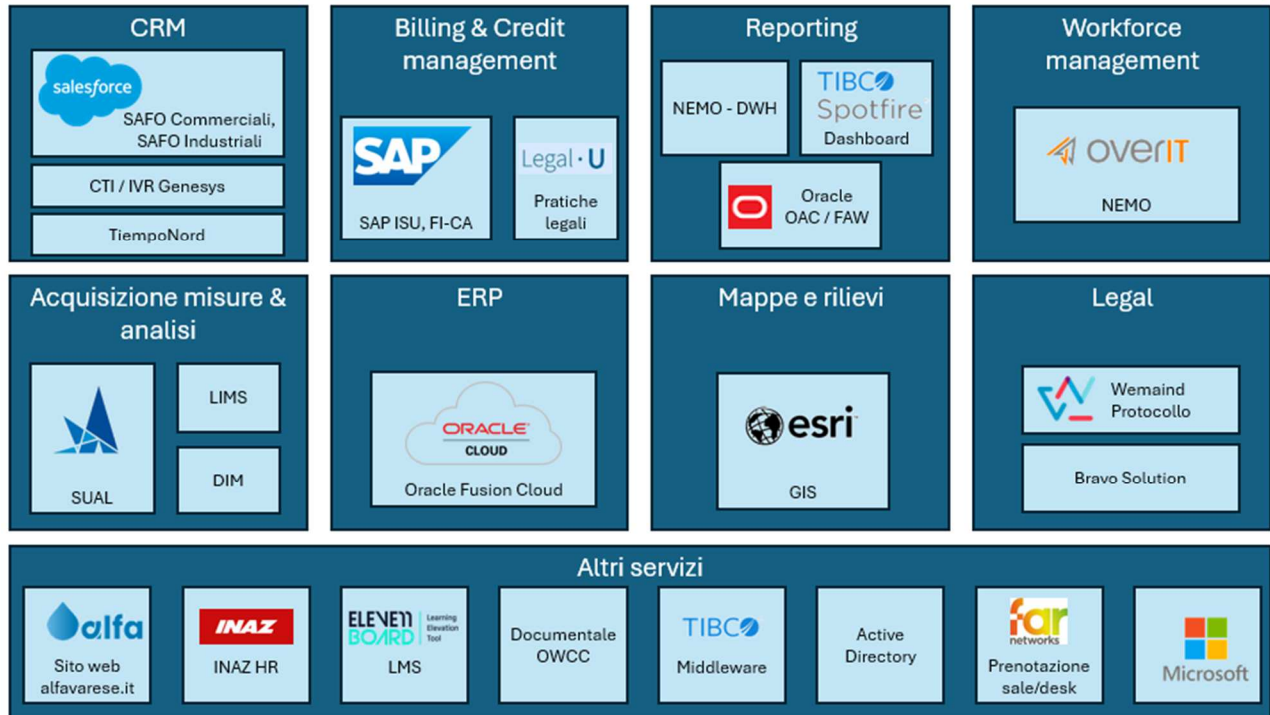 CRM
salesforce
SAFO Commerciali,
SAFO Industriali
CTI / IVR Genesys
TiempoNord
Billing & Credit
management
SAP
SAP ISU, FI-CA
Legal · U
Pratiche
legali
Reporting
NEMO - DWH
TIBCO
Spotfire
Dashboard
Oracle
OAC / FAW
Workforce
management
overIT
NEMO
Acquisizione misure &
analisi
SUAL
LIMS
DIM
ERP
ORACLE
CLOUD
Oracle Fusion Cloud
Mappe e rilievi
esri
GIS
Legal
Wemaind
Protocollo
Bravo Solution
Altri servizi
alfa
Sito web
alfavarese.it
INAZ
INAZ HR
ELEVEN
BOARD
Learning
Elevation
Tool
LMS
Documentale
OWCC
TIBCO
Middleware
Active
Directory
far
networks
Prenotazione
sale/desk
Microsoft